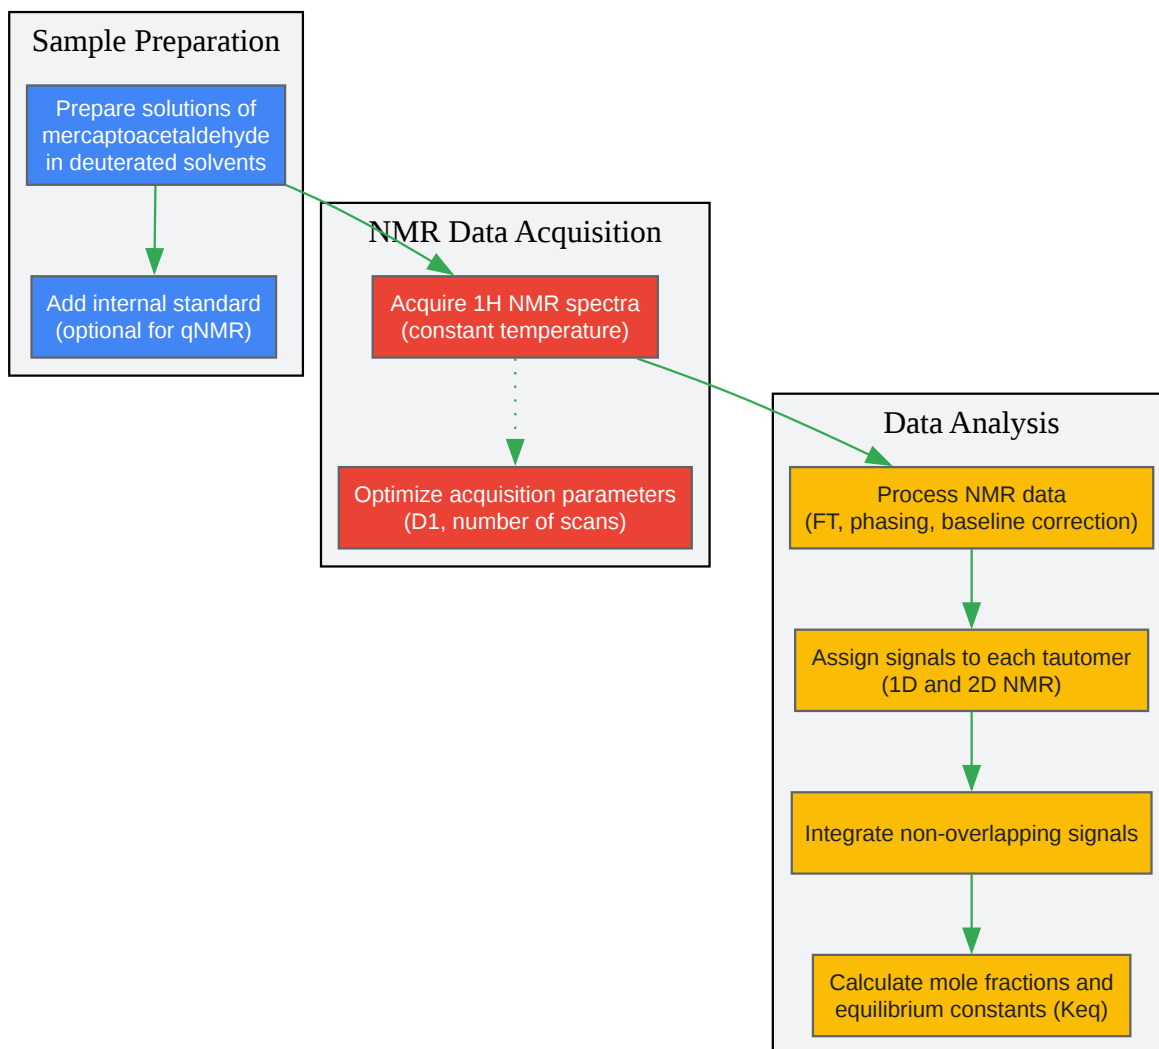 Sample Preparation
Prepare solutions of
mercaptoacetaldehyde
in deuterated solvents
Add internal standard
(optional for qNMR)
NMR Data Acquisition
Acquire 1H NMR spectra
(constant temperature)
Optimize acquisition parameters
(D1, number of scans)
Data Analysis
Process NMR data
(FT, phasing, baseline correction)
Assign signals to each tautomer
(1D and 2D NMR)
Integrate non-overlapping signals
Calculate mole fractions and
equilibrium constants (Keq)